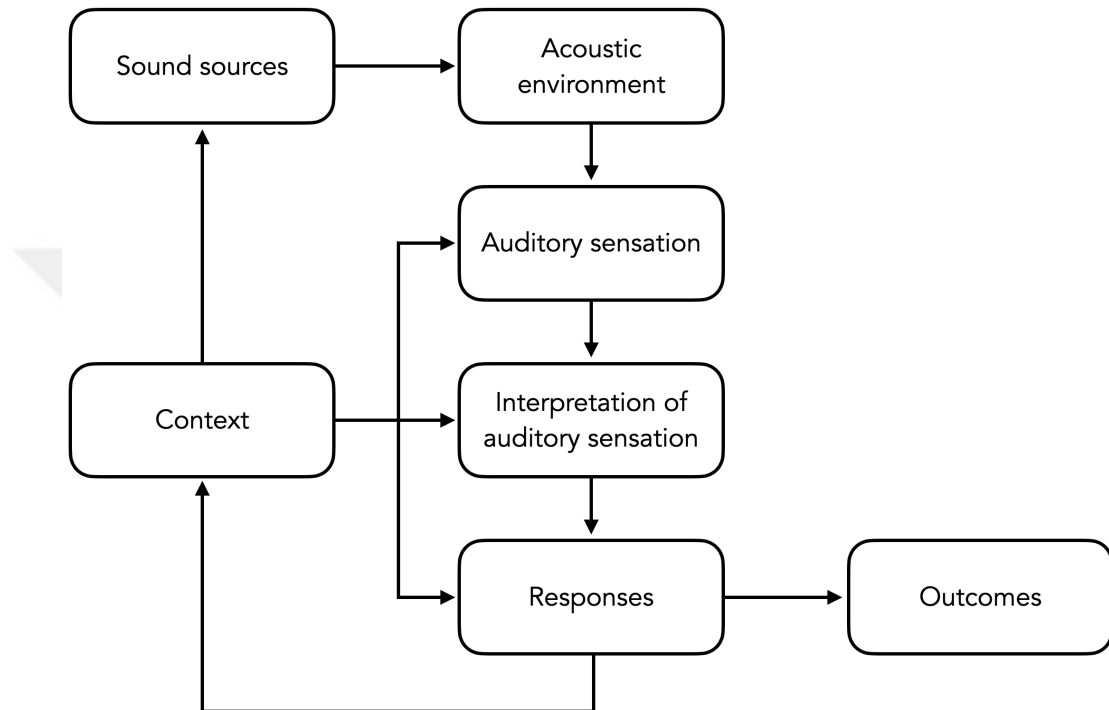 Sound sources
Acoustic
environment
Auditory sensation
Context
Interpretation of
auditory sensation
Responses
Outcomes